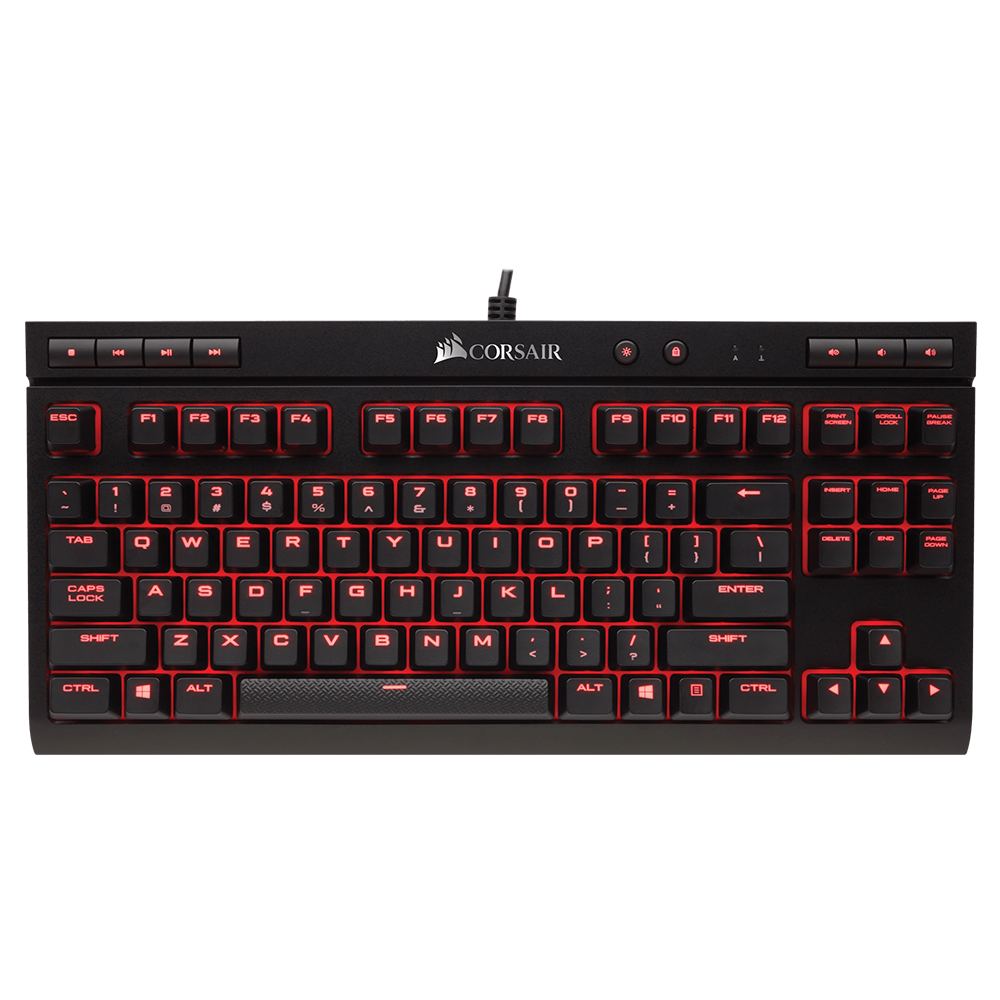 CORSAIR
A
ESC F1 F2 F3 F4 F5 F6 F7 F8 F9 F10 F11 F12 PRINT SCREEN SCROLL LOCK PAUSE BREAK
` 1 2 3 4 5 6 7 8 9 0 - = INSERT HOME PAGE UP
~ ! @ # $ % ^ & * ( ) _ +
TAB Q W E R T Y U I O P [ ] \ DELETE END PAGE DOWN
{ } |
CAPS LOCK A S D F G H J K L ; ' ENTER
: "
SHIFT Z X C V B N M , . / SHIFT
< > ?
CTRL ALT ALT CTRL